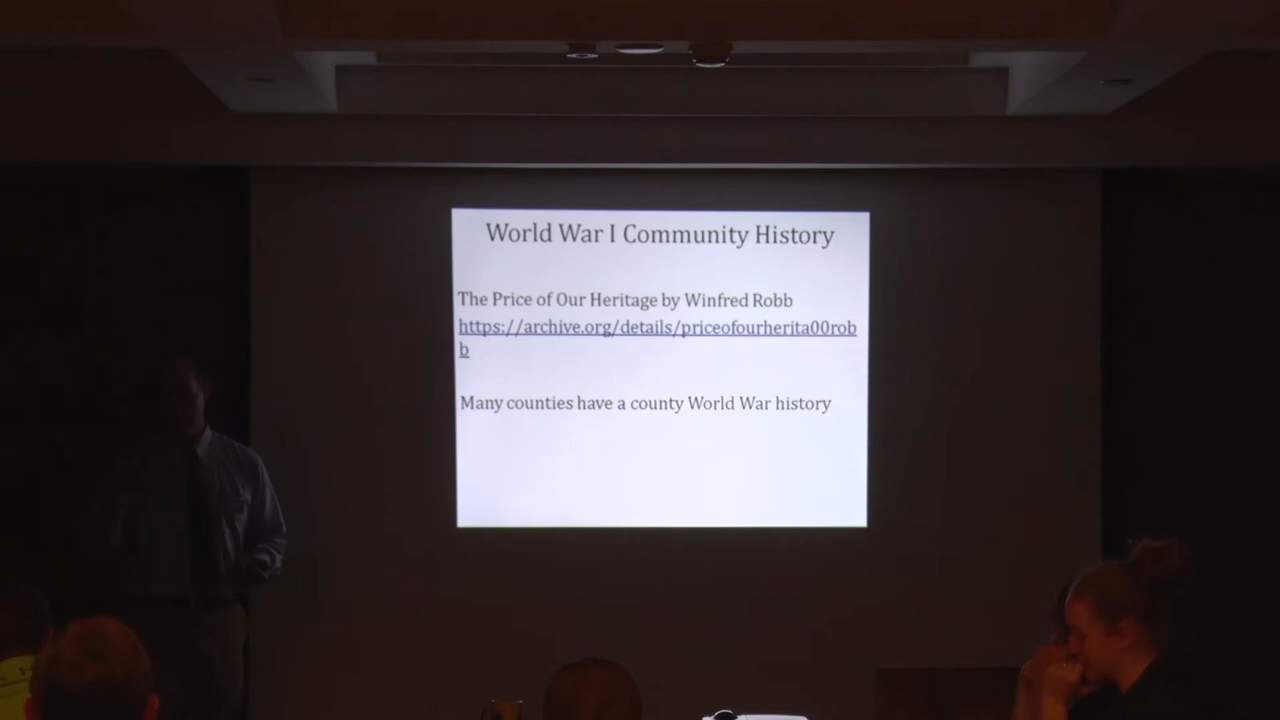 World War I Community History
The Price of Our Heritage by Winfred Robb
https://archive.org/details/priceofourherita00rob
b
Many counties have a county World War history